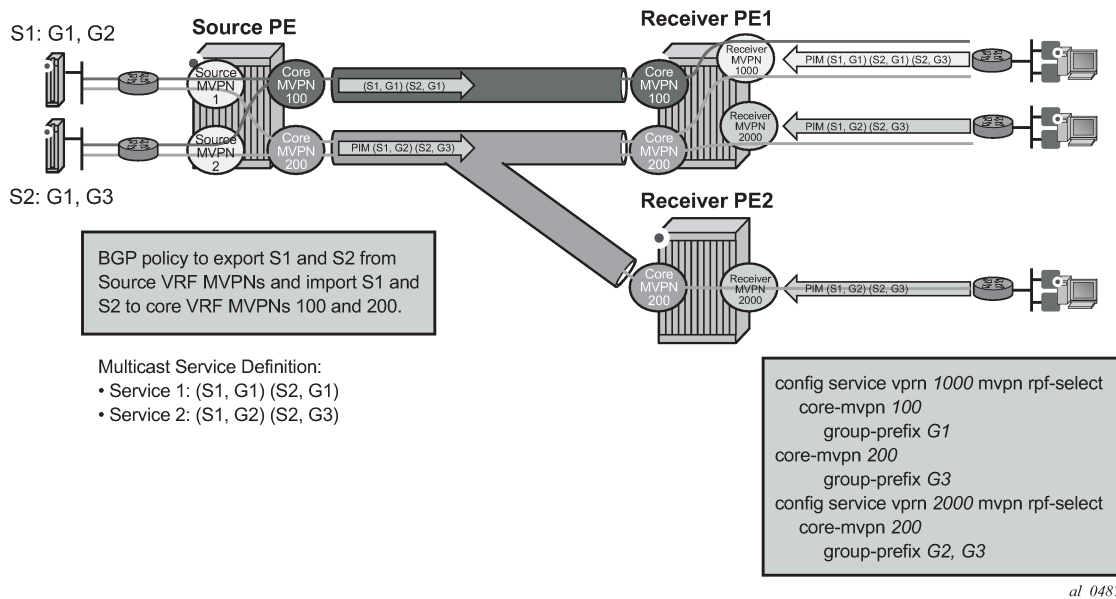 S1: G1, G2
Source PE
Receiver PE1
Source
MVPN
1
Core
MVPN
100
(S1, G1) (S2, G1)
Core
MVPN
100
Receiver
MVPN
1000
PIM (S1, G1) (S2, G1) (S2, G3)
Source
MVPN
2
Core
MVPN
200
PIM (S1, G2) (S2, G3)
Core
MVPN
200
Receiver
MVPN
2000
PIM (S1, G2) (S2, G3)
S2: G1, G3
Receiver PE2
Core
MVPN
200
Receiver
MVPN
2000
PIM (S1, G2) (S2, G3)
BGP policy to export S1 and S2 from
Source VRF MVPNs and import S1 and
S2 to core VRF MVPNs 100 and 200.
Multicast Service Definition:
• Service 1: (S1, G1) (S2, G1)
• Service 2: (S1, G2) (S2, G3)
config service vprn 1000 mvpn rpf-select
core-mvpn 100
group-prefix G1
core-mvpn 200
group-prefix G3
config service vprn 2000 mvpn rpf-select
core-mvpn 200
group-prefix G2, G3
al_0487